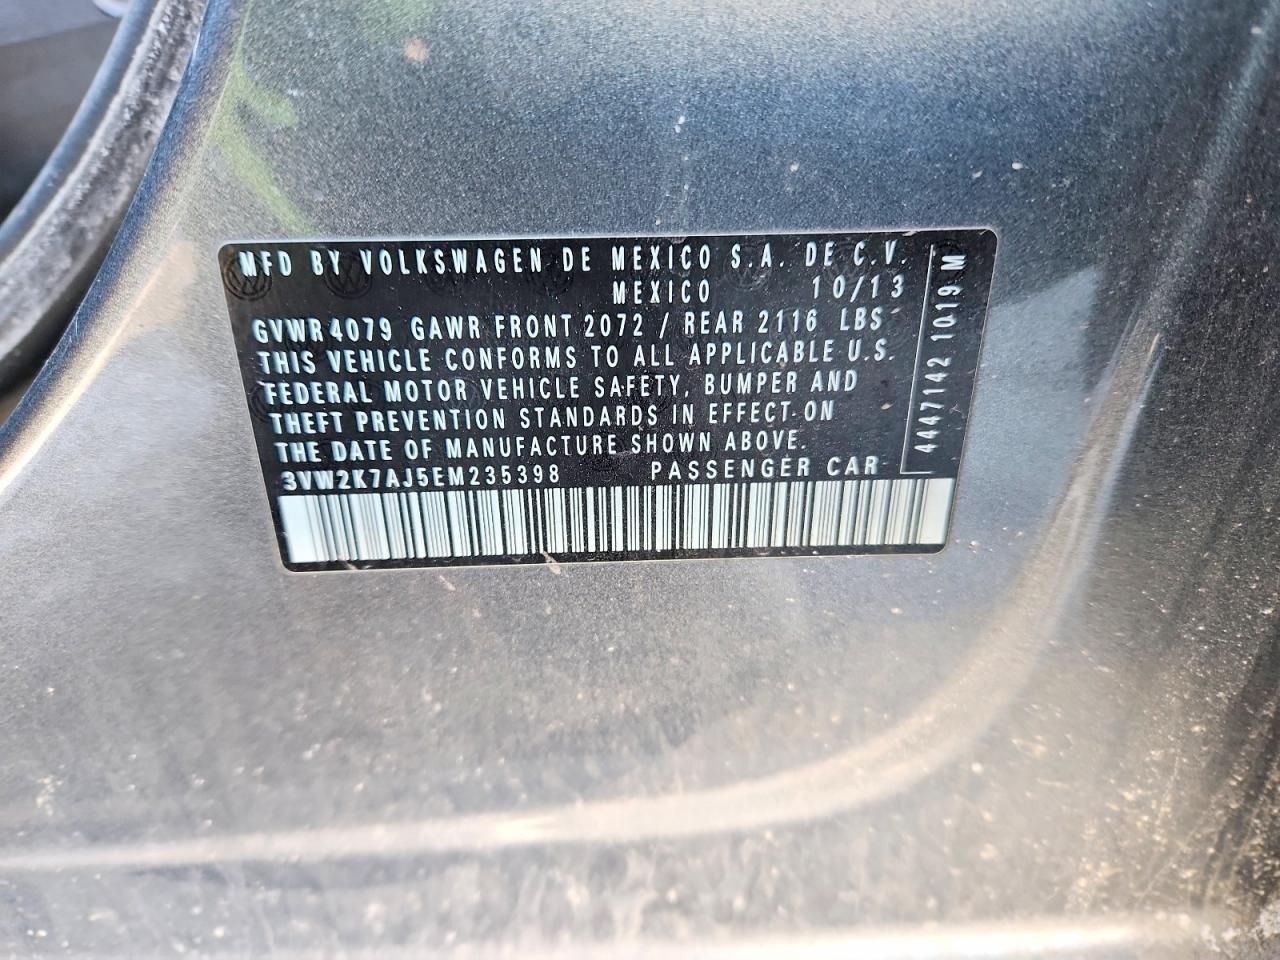 MFD BY VOLKSWAGEN DE MEXICO S.A. DE C.V.
MEXICO 10/13
GVWR 4079 GAWR FRONT 2072 / REAR 2116 LBS
THIS VEHICLE CONFORMS TO ALL APPLICABLE U.S.
FEDERAL MOTOR VEHICLE SAFETY, BUMPER AND
THEFT PREVENTION STANDARDS IN EFFECT ON
THE DATE OF MANUFACTURE SHOWN ABOVE.
3VW2K7AJ5EM235398 PASSENGER CAR
4447142 1019 M